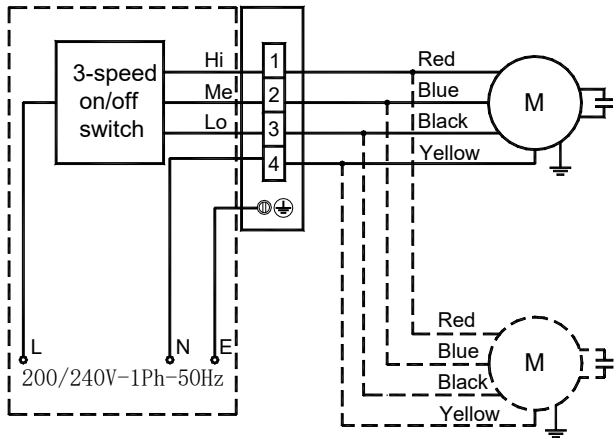 3-speed
on/off
switch
Hi
Me
Lo
1
2
3
4
Red
Blue
Black
Yellow
M
L
N
E
200/240V-1Ph-50Hz
Red
Blue
Black
Yellow
M